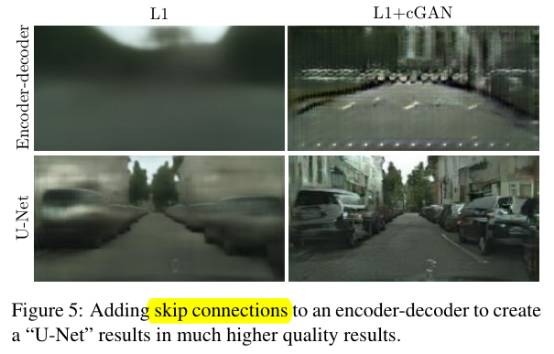 L1
L1+cGAN
Encoder-decoder
U-Net
Figure 5: Adding skip connections to an encoder-decoder to create
a “U-Net” results in much higher quality results.